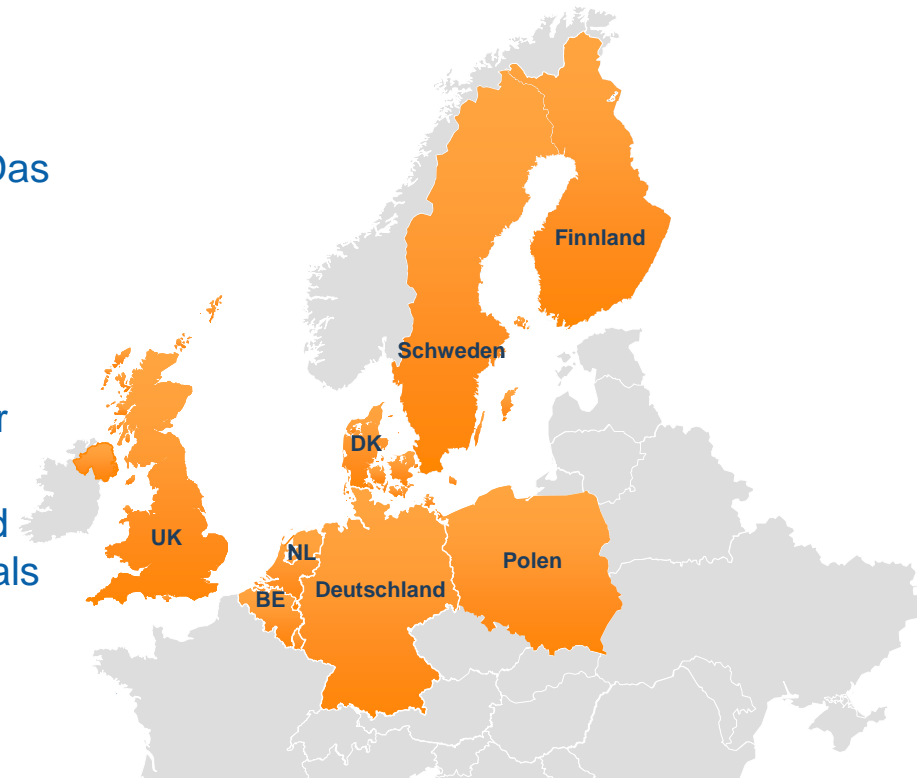 Das
Finnland
Schweden
r
DK
d
UK
NL
als
Polen
BE
Deutschland